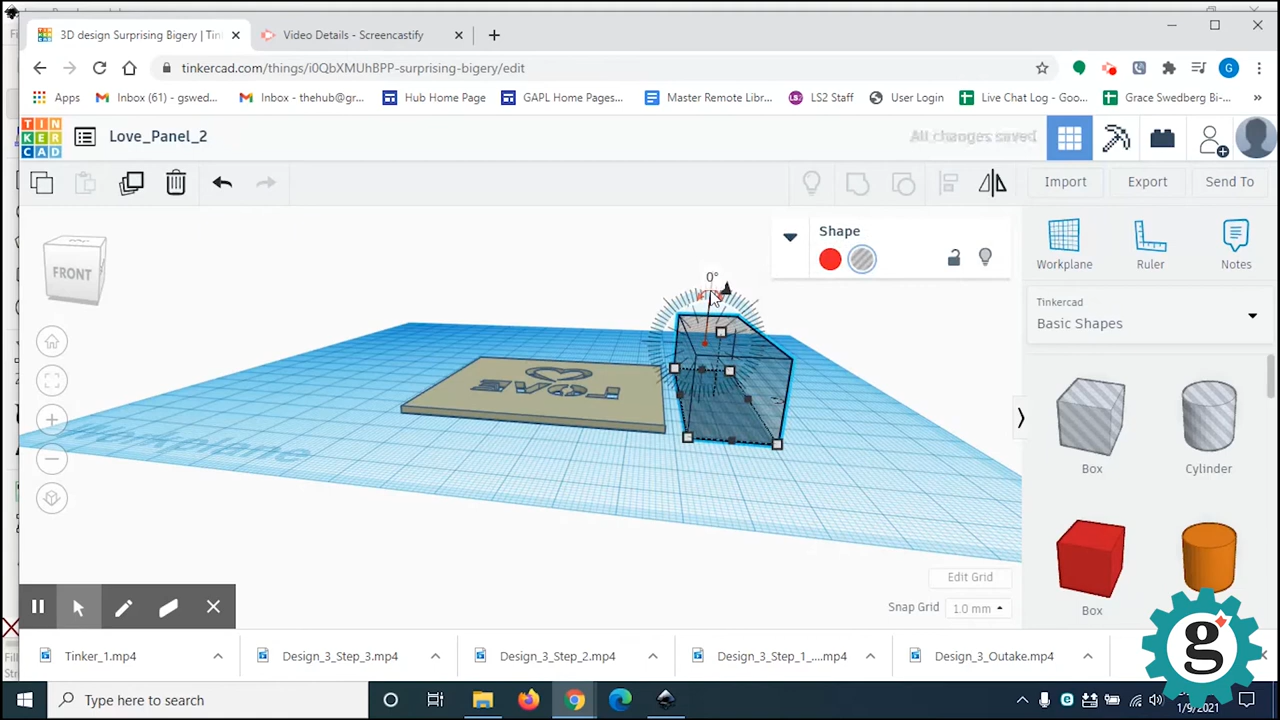 3D design Surprising Bigery | Tin
Video Details - Screencastify
tinkercad.com/things/i0QbXMUhBPP-surprising-bigery/edit
G
Apps
Inbox (61) - gswed...
Inbox - thehub@gr...
Hub Home Page
GAPL Home Pages...
Master Remote Libr...
LS2 Staff
User Login
Live Chat Log - Goo...
Grace Swedberg Bi-...
»
TIN
KER
CAD
Love_Panel_2
All changes saved
Import
Export
Send To
Shape
FRONT
0°
Workplane
Ruler
Notes
Tinkercad
Basic Shapes
LOVE
Workplane
Box
Cylinder
Box
Edit Grid
Snap Grid
1.0 mm
g
Tinker_1.mp4
Design_3_Step_3.mp4
Design_3_Step_2.mp4
Design_3_Step_1_....mp4
Design_3_Outake.mp4
Type here to search
1/9/2021